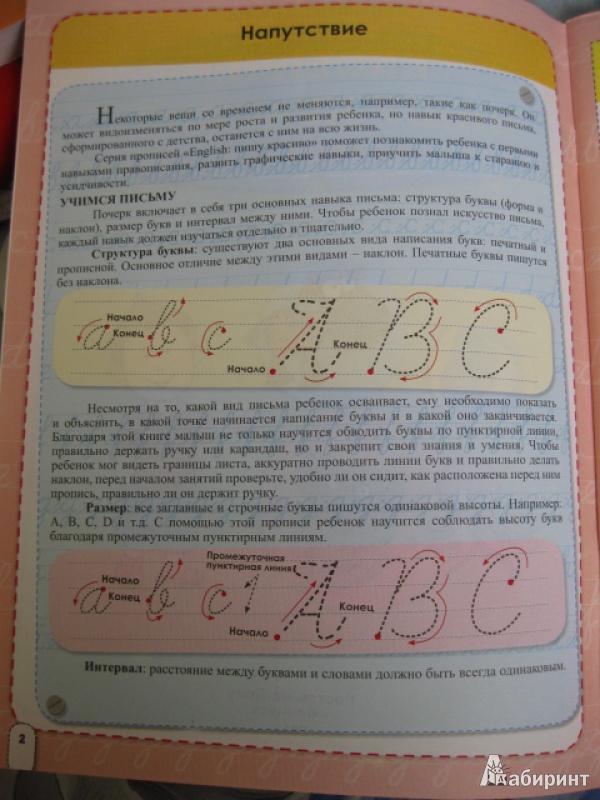 Напутствие
Некоторые вещи со временем не меняются, например, такие как почерк. Он
может видоизменяться по мере роста и развития ребенка, но навык красивого письма,
сформированного с детства, останется с ним на всю жизнь.
Серия прописей «English: пишу красиво» поможет познакомить ребенка с первыми
навыками правописания, развить графические навыки, приучить малыша к старанию и
усидчивости.
УЧИМСЯ ПИСЬМУ
Почерк включает в себя три основных навыка письма: структура буквы (форма и
наклон), размер букв и интервал между ними. Чтобы ребенок познал искусство письма,
каждый навык должен изучаться отдельно и тщательно.
Структура буквы: существуют два основных вида написания букв: печатный и
прописной. Основное отличие между этими видами – наклон. Печатные буквы пишутся
без наклона.
Начало
Конец
a b c A B C
Начало
Конец
Несмотря на то, какой вид письма ребенок осваивает, ему необходимо показать
и объяснить, в какой точке начинается написание буквы и в какой оно заканчивается.
Благодаря этой книге малыш не только научится обводить буквы по пунктирной линии,
правильно держать ручку или карандаш, но и закрепит свои знания и умения. Чтобы
ребенок мог видеть границы листа, аккуратно проводить линии букв и правильно делать
наклон, перед началом занятий проверьте, удобно ли он сидит, как расположена перед ним
пропись, правильно ли он держит ручку.
Размер: все заглавные и строчные буквы пишутся одинаковой высоты. Например:
A, B, C, D и т.д. С помощью этой прописи ребенок научится соблюдать высоту букв
благодаря промежуточным пунктирным линиям.
Промежуточная
пунктирная линия
Начало
Конец
a b c A B C
Начало
Конец
Интервал: расстояние между буквами и словами должно быть всегда одинаковым.
2
Лабиринт